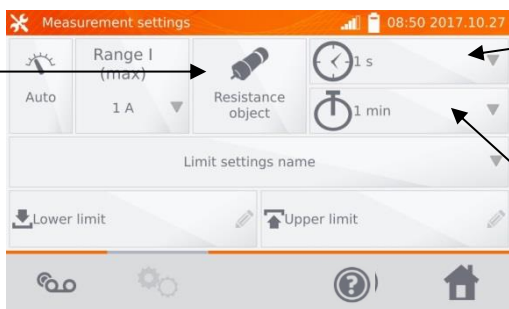 Measurement settings
08:50 2017.10.27
Auto
Range I
(max)
1 A
Resistance
object
1 s
1 min
Limit settings name
Lower limit
Upper limit
?